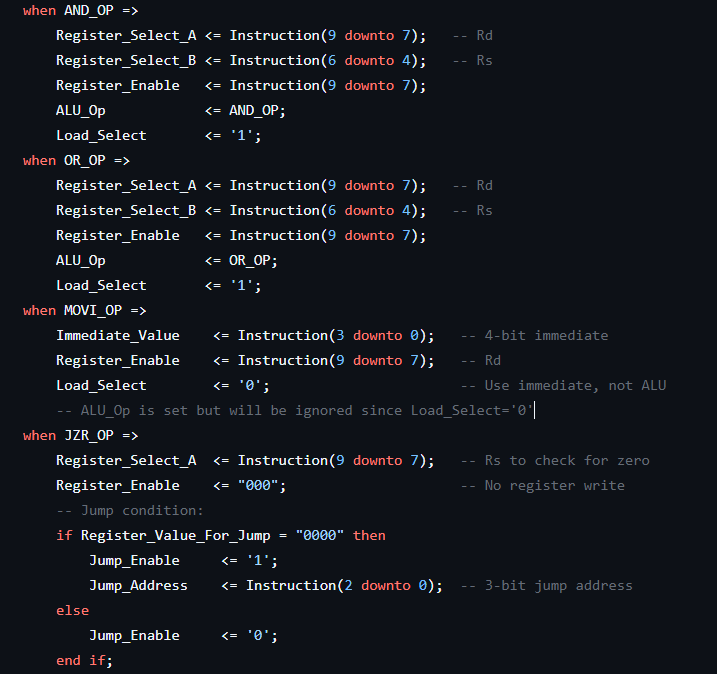 when AND_OP =>
    Register_Select_A <= Instruction(9 downto 7);   -- Rd
    Register_Select_B <= Instruction(6 downto 4);   -- Rs
    Register_Enable   <= Instruction(9 downto 7);
    ALU_Op            <= AND_OP;
    Load_Select       <= '1';
when OR_OP =>
    Register_Select_A <= Instruction(9 downto 7);   -- Rd
    Register_Select_B <= Instruction(6 downto 4);   -- Rs
    Register_Enable   <= Instruction(9 downto 7);
    ALU_Op            <= OR_OP;
    Load_Select       <= '1';
when MOVI_OP =>
    Immediate_Value    <= Instruction(3 downto 0);   -- 4-bit immediate
    Register_Enable    <= Instruction(9 downto 7);   -- Rd
    Load_Select        <= '0';                       -- Use immediate, not ALU
    -- ALU_Op is set but will be ignored since Load_Select='0'
when JZR_OP =>
    Register_Select_A  <= Instruction(9 downto 7);   -- Rs to check for zero
    Register_Enable    <= "000";                     -- No register write
    -- Jump condition:
    if Register_Value_For_Jump = "0000" then
        Jump_Enable     <= '1';
        Jump_Address    <= Instruction(2 downto 0);  -- 3-bit jump address
    else
        Jump_Enable     <= '0';
    end if;